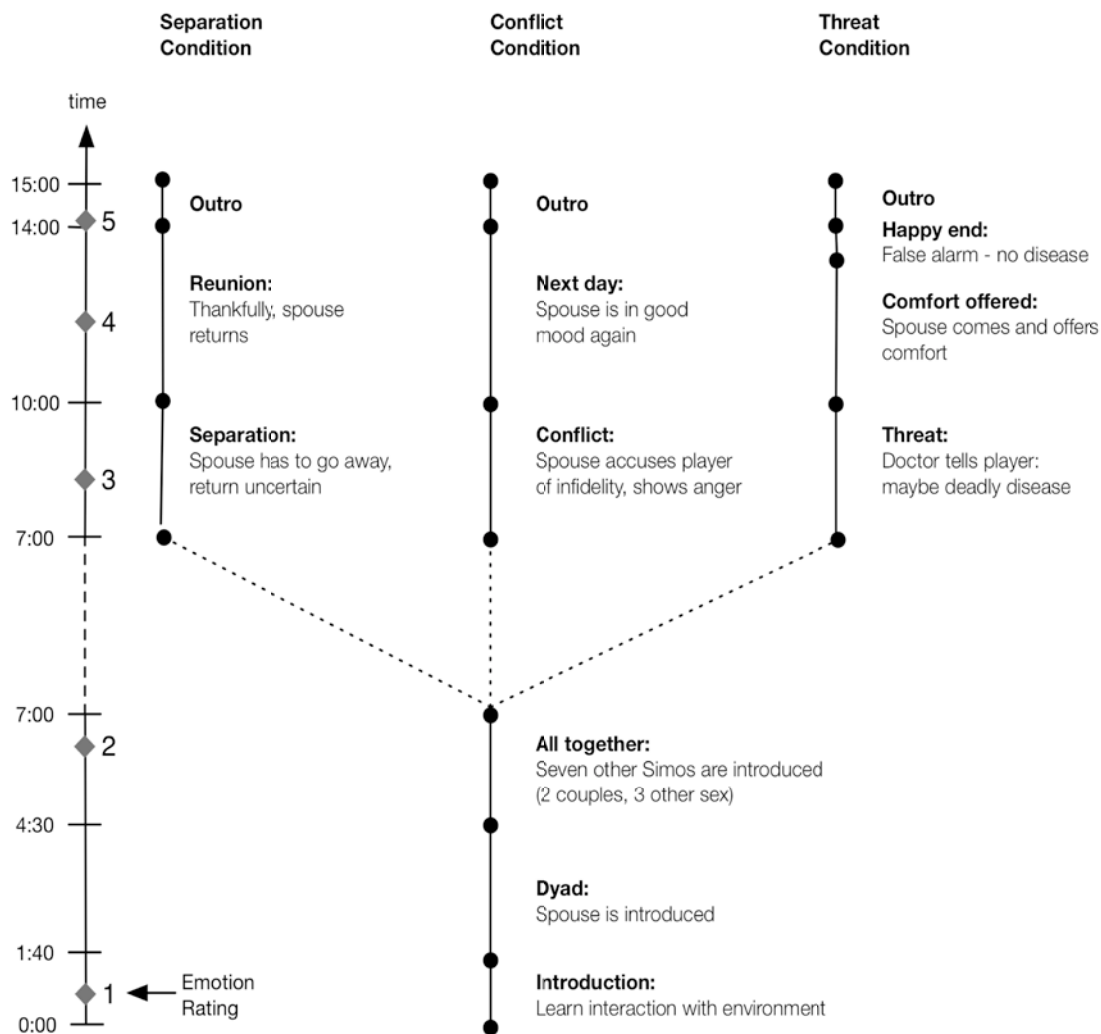 Separation
Condition
Conflict
Condition
Threat
Condition
time
15:00
14:00
5
4
10:00
3
7:00
7:00
2
4:30
1:40
1
0:00
Emotion
Rating
Outro
Reunion:
Thankfully, spouse
returns
Separation:
Spouse has to go away,
return uncertain
Outro
Next day:
Spouse is in good
mood again
Conflict:
Spouse accuses player
of infidelity, shows anger
Outro
Happy end:
False alarm - no disease
Comfort offered:
Spouse comes and offers
comfort
Threat:
Doctor tells player:
maybe deadly disease
All together:
Seven other Simos are introduced
(2 couples, 3 other sex)
Dyad:
Spouse is introduced
Introduction:
Learn interaction with environment